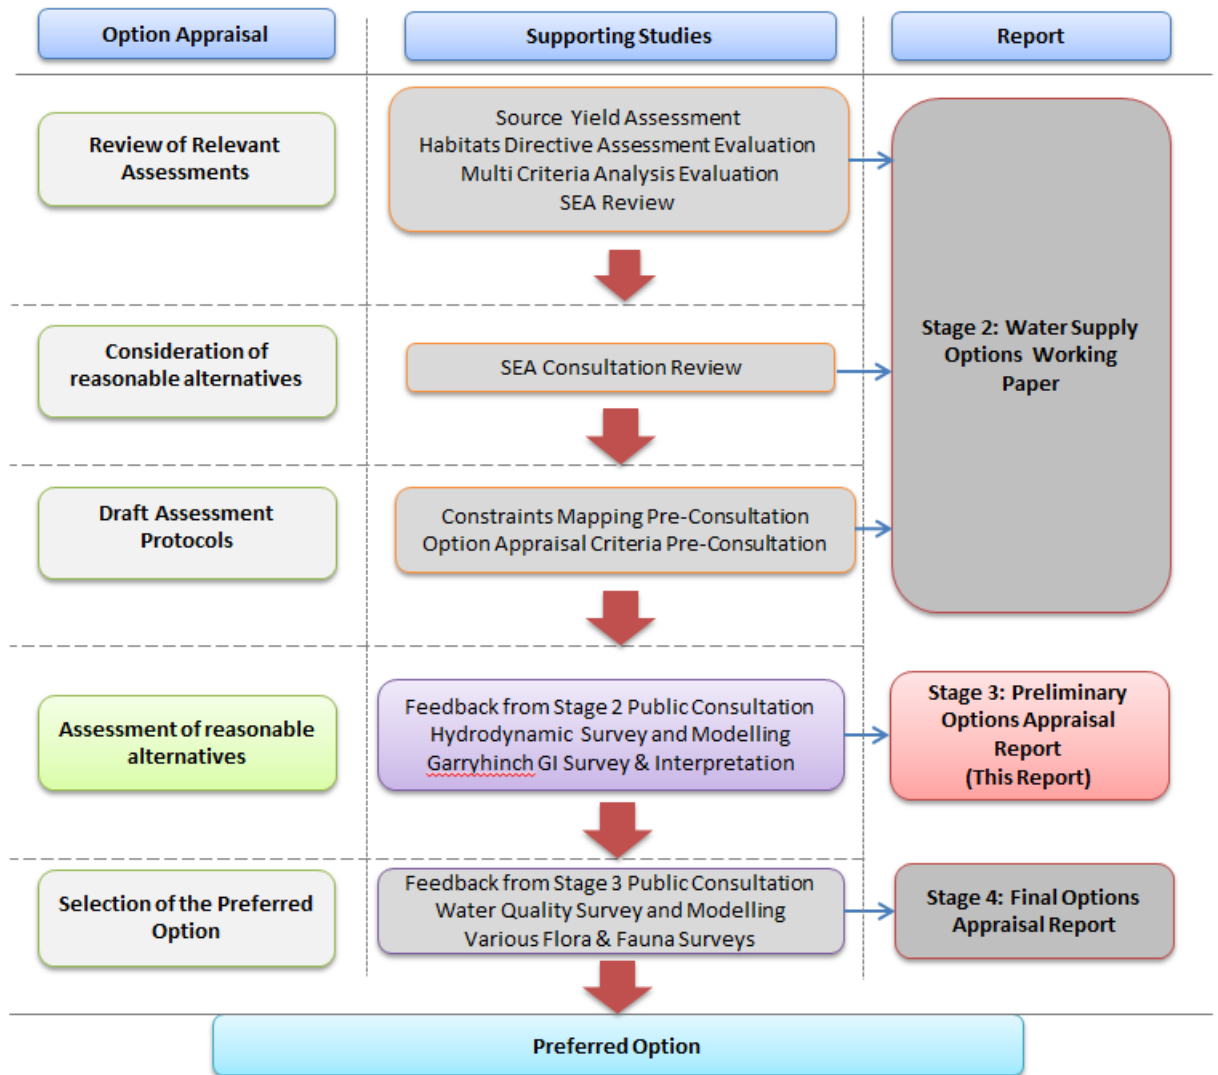 Option Appraisal
Supporting Studies
Report
Review of Relevant
Assessments
Source Yield Assessment
Habitats Directive Assessment Evaluation
Multi Criteria Analysis Evaluation
SEA Review
Stage 2: Water Supply
Options Working
Paper
Consideration of
reasonable alternatives
SEA Consultation Review
Draft Assessment
Protocols
Constraints Mapping Pre-Consultation
Option Appraisal Criteria Pre-Consultation
Assessment of reasonable
alternatives
Feedback from Stage 2 Public Consultation
Hydrodynamic Survey and Modelling
Garryhinch GI Survey & Interpretation
Stage 3: Preliminary
Options Appraisal
Report
(This Report)
Selection of the Preferred
Option
Feedback from Stage 3 Public Consultation
Water Quality Survey and Modelling
Various Flora & Fauna Surveys
Stage 4: Final Options
Appraisal Report
Preferred Option